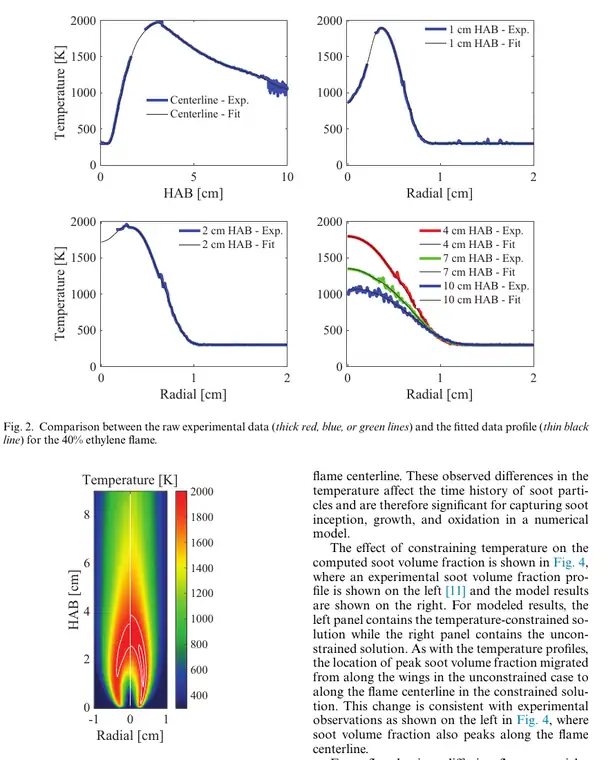 2000
1500
1000
500
0
Temperature [K]
Centerline - Exp.
Centerline - Fit
0 5 10
HAB [cm]
2000
1500
1000
500
0
1 cm HAB - Exp.
1 cm HAB - Fit
0 1 2
Radial [cm]
2000
1500
1000
500
0
Temperature [K]
2 cm HAB - Exp.
2 cm HAB - Fit
0 1 2
Radial [cm]
2000
1500
1000
500
0
4 cm HAB - Exp.
4 cm HAB - Fit
7 cm HAB - Exp.
7 cm HAB - Fit
10 cm HAB - Exp.
10 cm HAB - Fit
0 1 2
Radial [cm]
Fig. 2. Comparison between the raw experimental data (thick red, blue, or green lines) and the fitted data profile (thin black
line) for the 40% ethylene flame.
Temperature [K]
8
6
4
2
0
HAB [cm]
-1 0 1
Radial [cm]
2000
1800
1600
1400
1200
1000
800
600
400
flame centerline. These observed differences in the
temperature affect the time history of soot parti-
cles and are therefore significant for capturing soot
inception, growth, and oxidation in a numerical
model.
The effect of constraining temperature on the
computed soot volume fraction is shown in Fig. 4,
where an experimental soot volume fraction pro-
file is shown on the left [11] and the model results
are shown on the right. For modeled results, the
left panel contains the temperature-constrained so-
lution while the right panel contains the uncon-
strained solution. As with the temperature profiles,
the location of peak soot volume fraction migrated
from along the wings in the unconstrained case to
along the flame centerline in the constrained solu-
tion. This change is consistent with experimental
observations as shown on the left in Fig. 4, where
soot volume fraction also peaks along the flame
centerline.